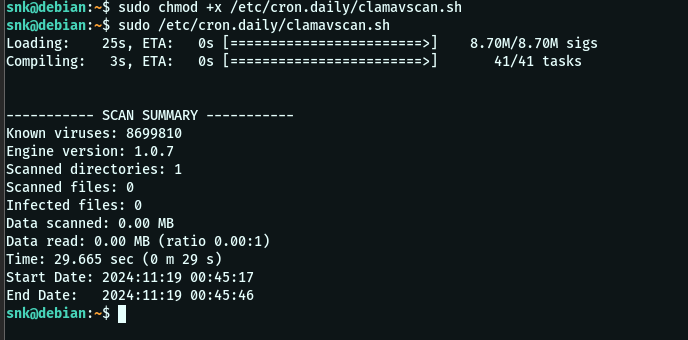 snk@debian:~$ sudo chmod +x /etc/cron.daily/clamavscan.sh
snk@debian:~$ sudo /etc/cron.daily/clamavscan.sh
Loading:    25s, ETA:   0s [========================>]    8.70M/8.70M sigs
Compiling:   3s, ETA:   0s [========================>]       41/41 tasks
----------- SCAN SUMMARY -----------
Known viruses: 8699810
Engine version: 1.0.7
Scanned directories: 1
Scanned files: 0
Infected files: 0
Data scanned: 0.00 MB
Data read: 0.00 MB (ratio 0.00:1)
Time: 29.665 sec (0 m 29 s)
Start Date: 2024:11:19 00:45:17
End Date:   2024:11:19 00:45:46
snk@debian:~$